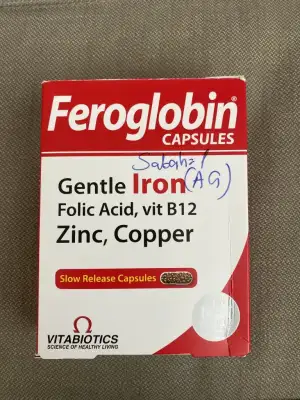 Feroglobin®
CAPSULES
Sabah 1
(AG)
Gentle Iron
Folic Acid, vit B12
Zinc, Copper
Slow Release Capsules
VITABIOTICS
SCIENCE OF HEALTHY LIVING